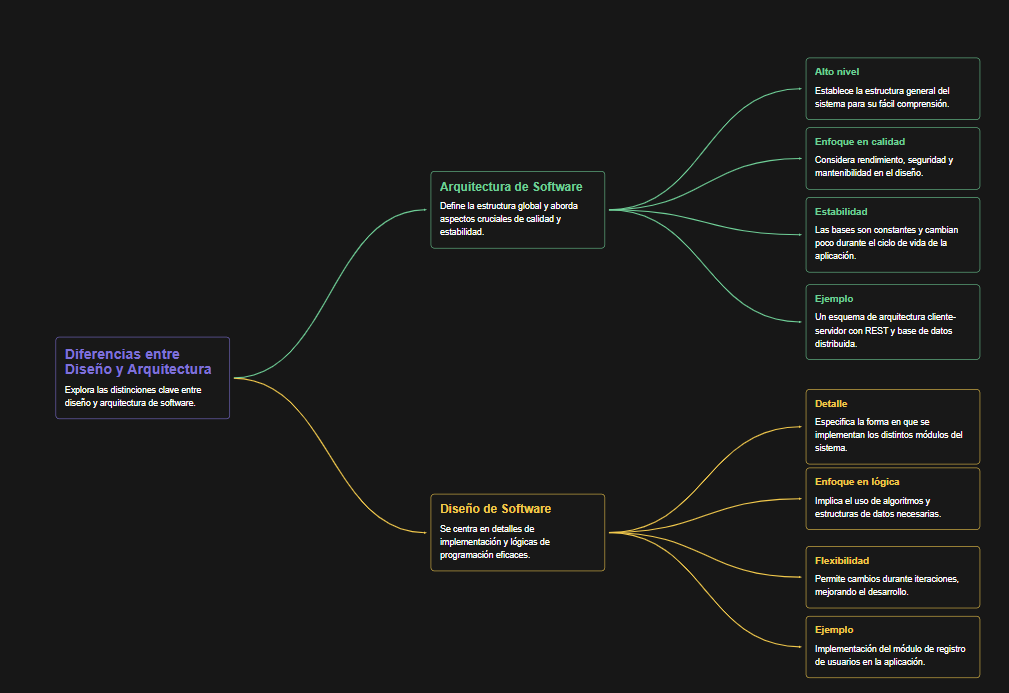 Diferencias entre
Diseño y Arquitectura
Explora las distinciones clave entre
diseño y arquitectura de software.
Arquitectura de Software
Define la estructura global y aborda
aspectos cruciales de calidad y
estabilidad.
Alto nivel
Establece la estructura general del
sistema para su fácil comprensión.
Enfoque en calidad
Considera rendimiento, seguridad y
mantenibilidad en el diseño.
Estabilidad
Las bases son constantes y cambian
poco durante el ciclo de vida de la
aplicación.
Ejemplo
Un esquema de arquitectura cliente-
servidor con REST y base de datos
distribuida.
Diseño de Software
Se centra en detalles de
implementación y lógicas de
programación eficaces.
Detalle
Especifica la forma en que se
implementan los distintos módulos del
sistema.
Enfoque en lógica
Implica el uso de algoritmos y
estructuras de datos necesarias.
Flexibilidad
Permite cambios durante iteraciones,
mejorando el desarrollo.
Ejemplo
Implementación del módulo de registro
de usuarios en la aplicación.